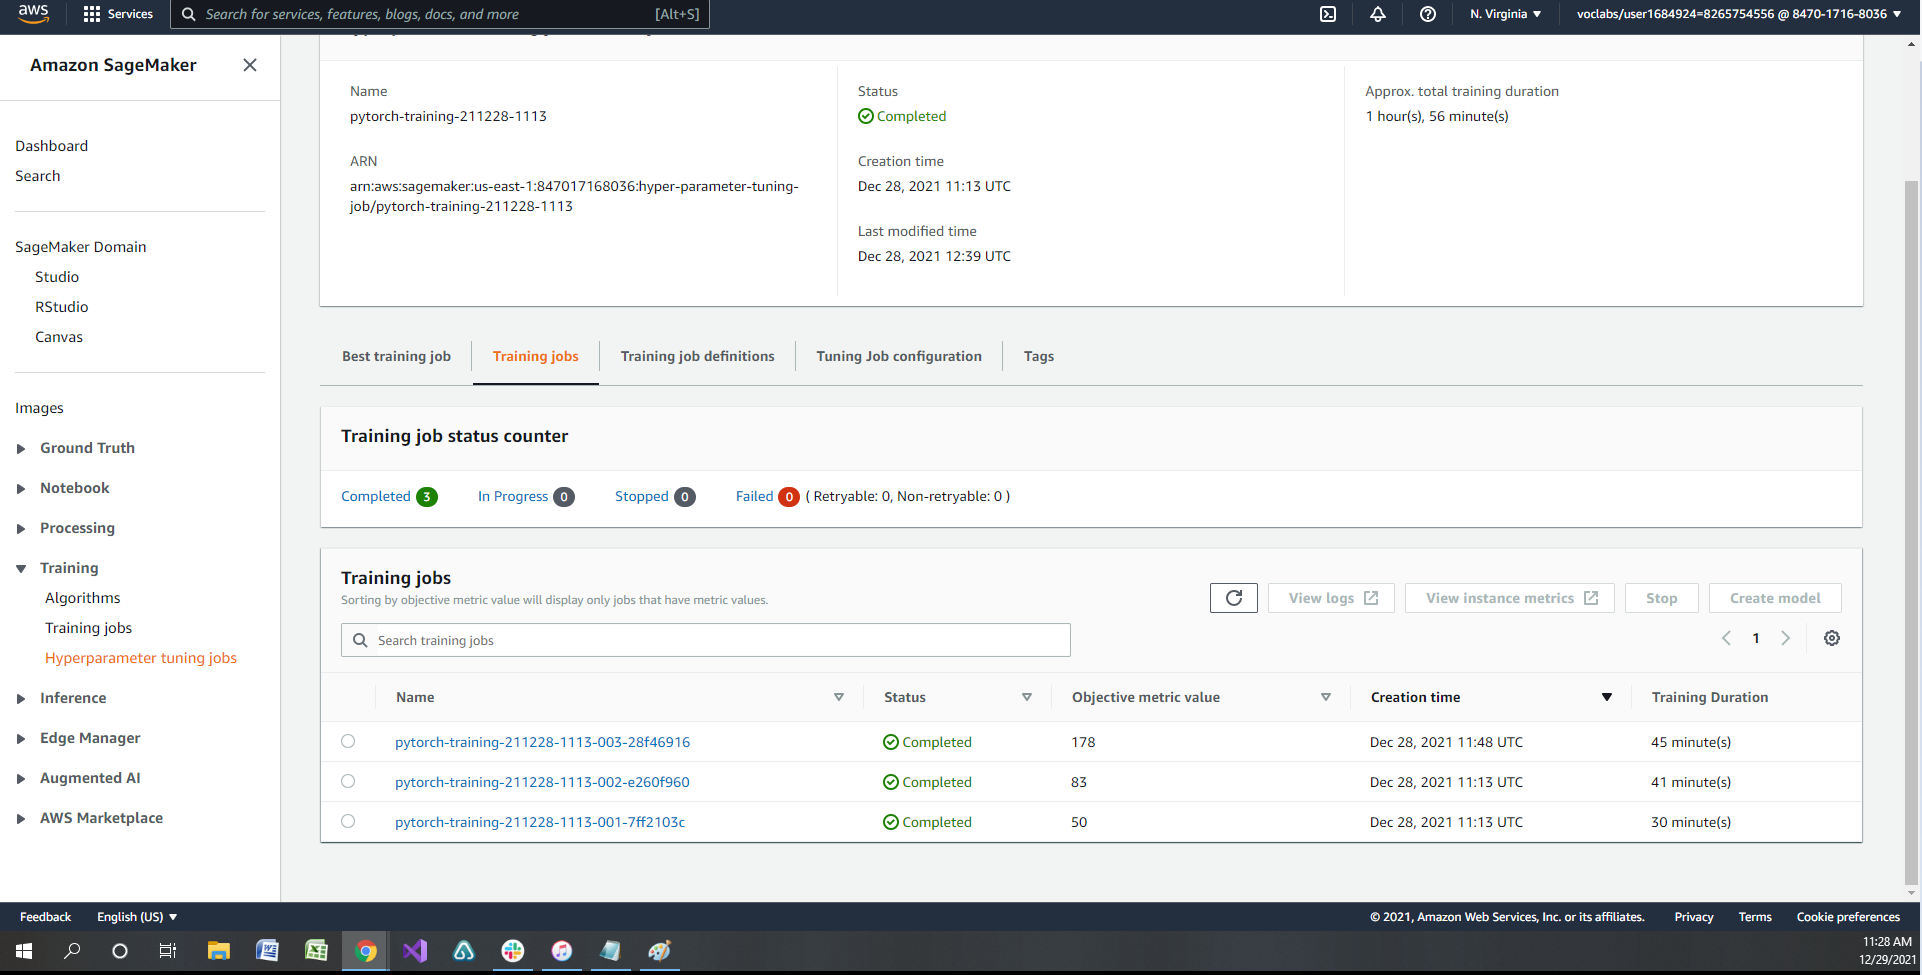 aws
Services
Search for services, features, blogs, docs, and more
[Alt+S]
N. Virginia
voclabs/user1684924=8265754556 @ 8470-1716-8036
Amazon SageMaker
Dashboard
Search
SageMaker Domain
Studio
RStudio
Canvas
Images
Ground Truth
Notebook
Processing
Training
Algorithms
Training jobs
Hyperparameter tuning jobs
Inference
Edge Manager
Augmented AI
AWS Marketplace
Name
pytorch-training-211228-1113
ARN
arn:aws:sagemaker:us-east-1:847017168036:hyper-parameter-tuning-
job/pytorch-training-211228-1113
Status
Completed
Creation time
Dec 28, 2021 11:13 UTC
Last modified time
Dec 28, 2021 12:39 UTC
Approx. total training duration
1 hour(s), 56 minute(s)
Best training job
Training jobs
Training job definitions
Tuning Job configuration
Tags
Training job status counter
Completed 3
In Progress 0
Stopped 0
Failed 0 ( Retryable: 0, Non-retryable: 0 )
Training jobs
Sorting by objective metric value will display only jobs that have metric values.
View logs
View instance metrics
Stop
Create model
Search training jobs
1
Name Status Objective metric value Creation time Training Duration
pytorch-training-211228-1113-003-28f46916 Completed 178 Dec 28, 2021 11:48 UTC 45 minute(s)
pytorch-training-211228-1113-002-e260f960 Completed 83 Dec 28, 2021 11:13 UTC 41 minute(s)
pytorch-training-211228-1113-001-7ff2103c Completed 50 Dec 28, 2021 11:13 UTC 30 minute(s)
Feedback
English (US)
© 2021, Amazon Web Services, Inc. or its affiliates.
Privacy
Terms
Cookie preferences
11:28 AM
12/29/2021